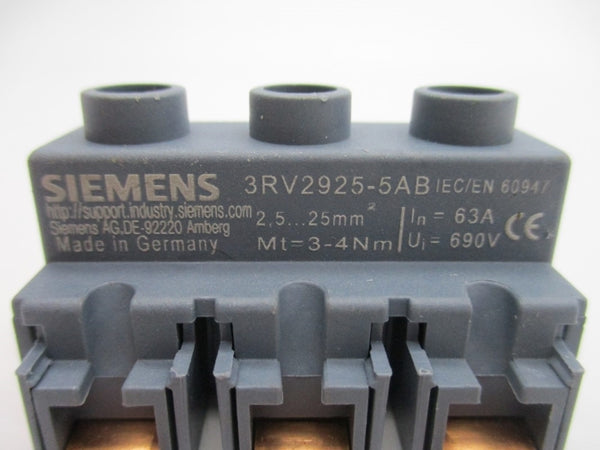 SIEMENS 3RV2925-5AB IEC/EN 60947
http://support.industry.siemens.com 2,5...25mm² In = 63A CE
Siemens AG.DE-92220 Amberg
Made in Germany Mt=3-4Nm Ui = 690V